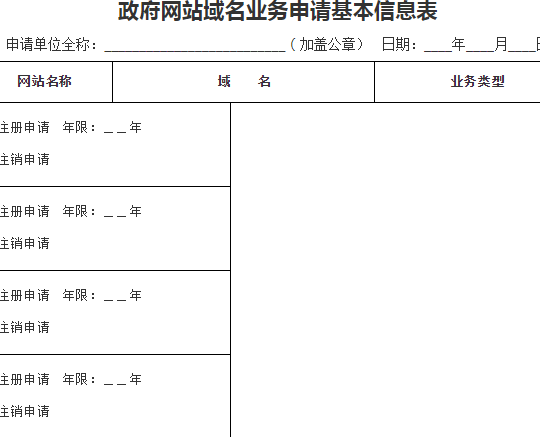 政府网站域名业务申请基本信息表
申请单位全称：__________________________（加盖公章） 日期：____年____月____日
网站名称 域 名 业务类型
注册申请 年限：＿＿年
注销申请
注册申请 年限：＿＿年
注销申请
注册申请 年限：＿＿年
注销申请
注册申请 年限：＿＿年
注销申请